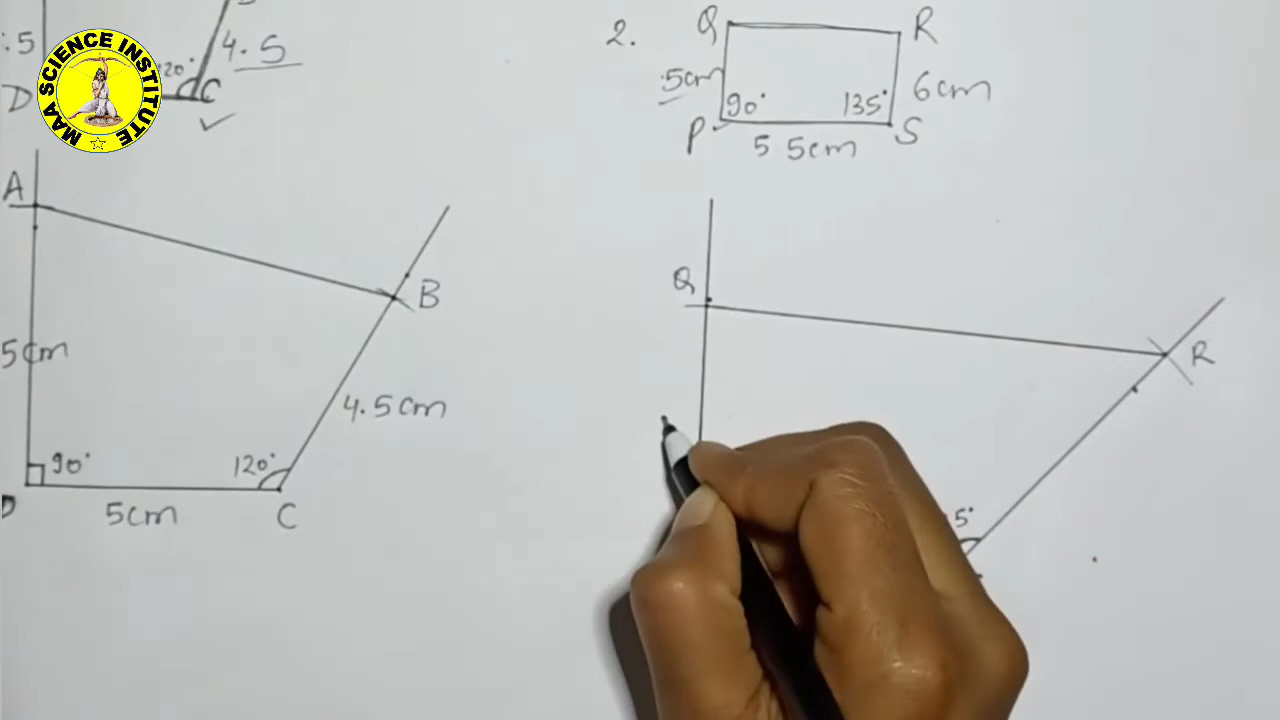 :5
4.5
120°
D
C
MAA SCIENCE INSTITUTE
A
B
5cm
4.5cm
90°
120°
5cm
C
2.
Q
R
5cm
6cm
90°
135°
P
S
5 5cm
Q
R
5°